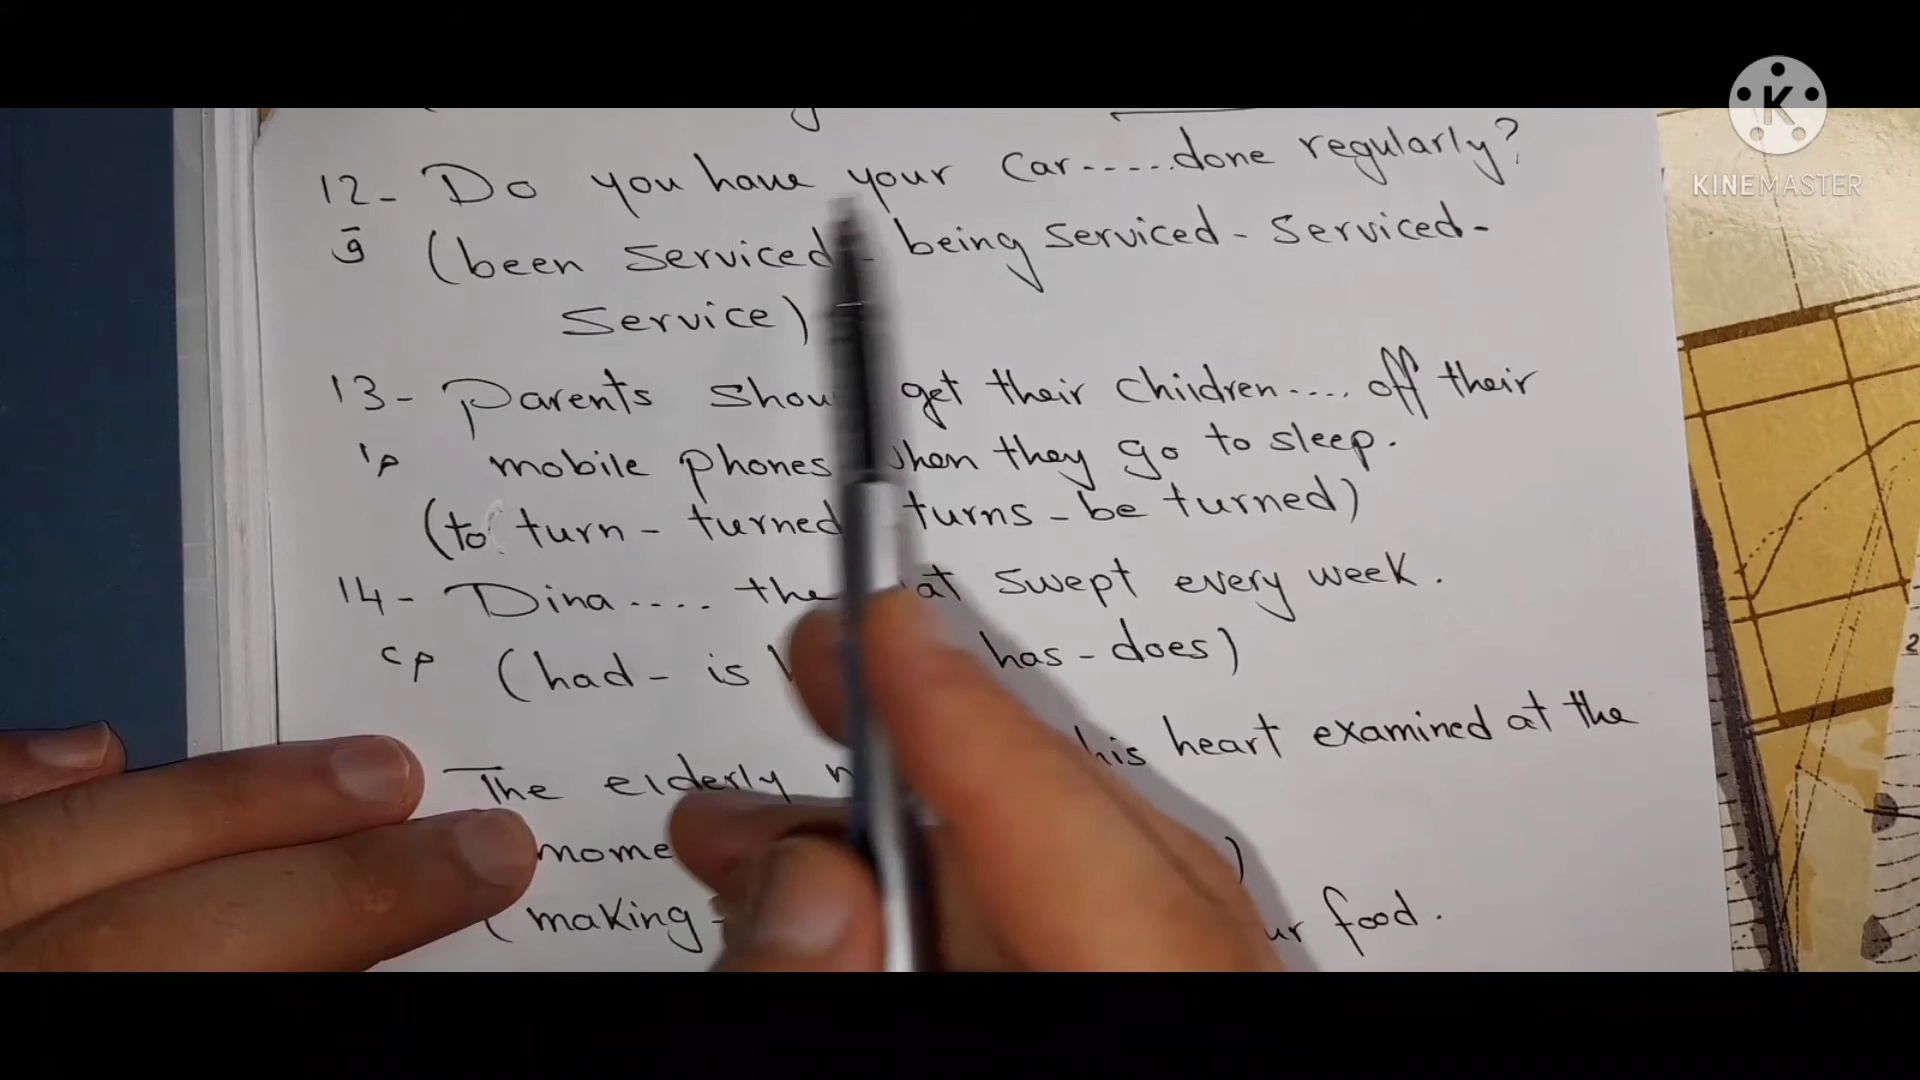 KINEMASTER
12- Do you have your car.....done regularly?
(been serviced - being serviced - serviced -
service)
13- Parents get their children.... off their
mobile phones when they go to sleep.
(to turn - turned turns - be turned)
14- Dina.... the swept every week.
(had - is has - does)
The elderly his heart examined at the
(making - food.